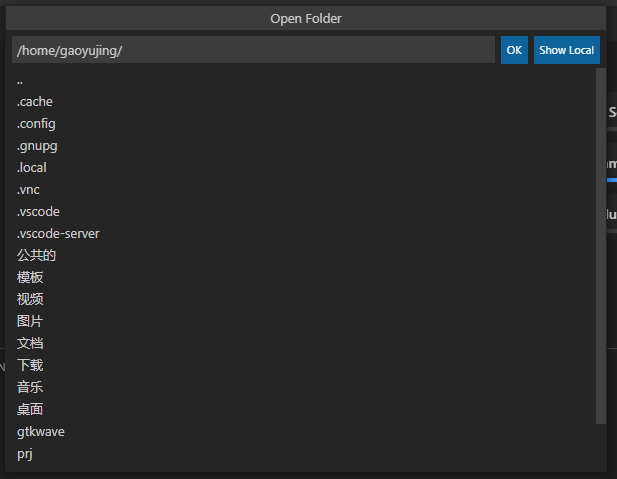 Open Folder
/home/gaoyujing/
OK
Show Local
..
.cache
.config
.gnupg
.local
.vnc
.vscode
.vscode-server
公共的
模板
视频
图片
文档
下载
音乐
桌面
gtkwave
prj